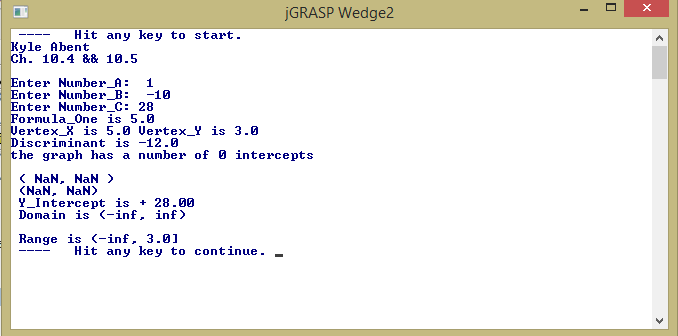 jGRASP Wedge2
---- Hit any key to start.
Kyle Abent
Ch. 10.4 && 10.5
Enter Number_A: 1
Enter Number_B: -10
Enter Number_C: 28
Formula_One is 5.0
Vertex_X is 5.0 Vertex_Y is 3.0
Discriminant is -12.0
the graph has a number of 0 intercepts
( NaN, NaN )
(NaN, NaN)
Y_Intercept is + 28.00
Domain is (-inf, inf)
Range is (-inf, 3.0]
---- Hit any key to continue. _